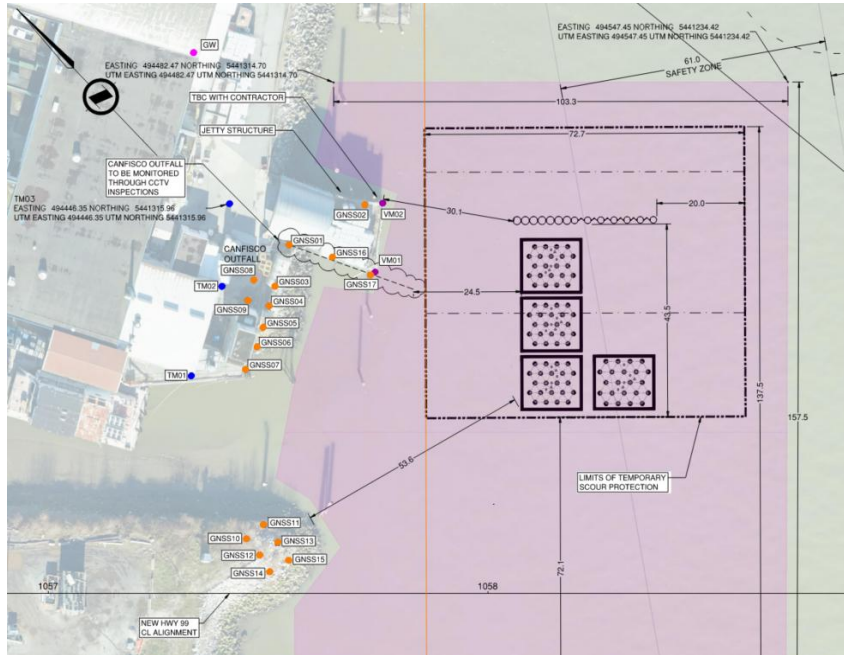 EASTING 494547.45 NORTHING 5441234.42
UTM EASTING 494547.45 UTM NORTHING 5441234.42
GW
EASTING 494482.47 NORTHING 5441314.70
UTM EASTING 494482.47 UTM NORTHING 5441314.70
61.0
SAFETY ZONE
TBC WITH CONTRACTOR
103.3
JETTY STRUCTURE
72.7
CANFISCO OUTFALL
TO BE MONITORED
THROUGH CCTV
INSPECTIONS
TM03
EASTING 494446.35 NORTHING 5441315.96
UTM EASTING 494446.35 UTM NORTHING 5441315.96
GNSS02
VM02
30.1
20.0
GNSS01
CANFISCO
OUTFALL
GNSS16
VM01
GNSS08
GNSS17
TM02
GNSS03
24.5
GNSS09
GNSS04
43.5
GNSS05
GNSS06
GNSS07
TM01
137.5
157.5
53.6
LIMITS OF TEMPORARY
SCOUR PROTECTION
GNSS11
GNSS10
GNSS13
GNSS12
GNSS15
GNSS14
72.1
1057
1058
NEW HWY 99
CL ALIGNMENT